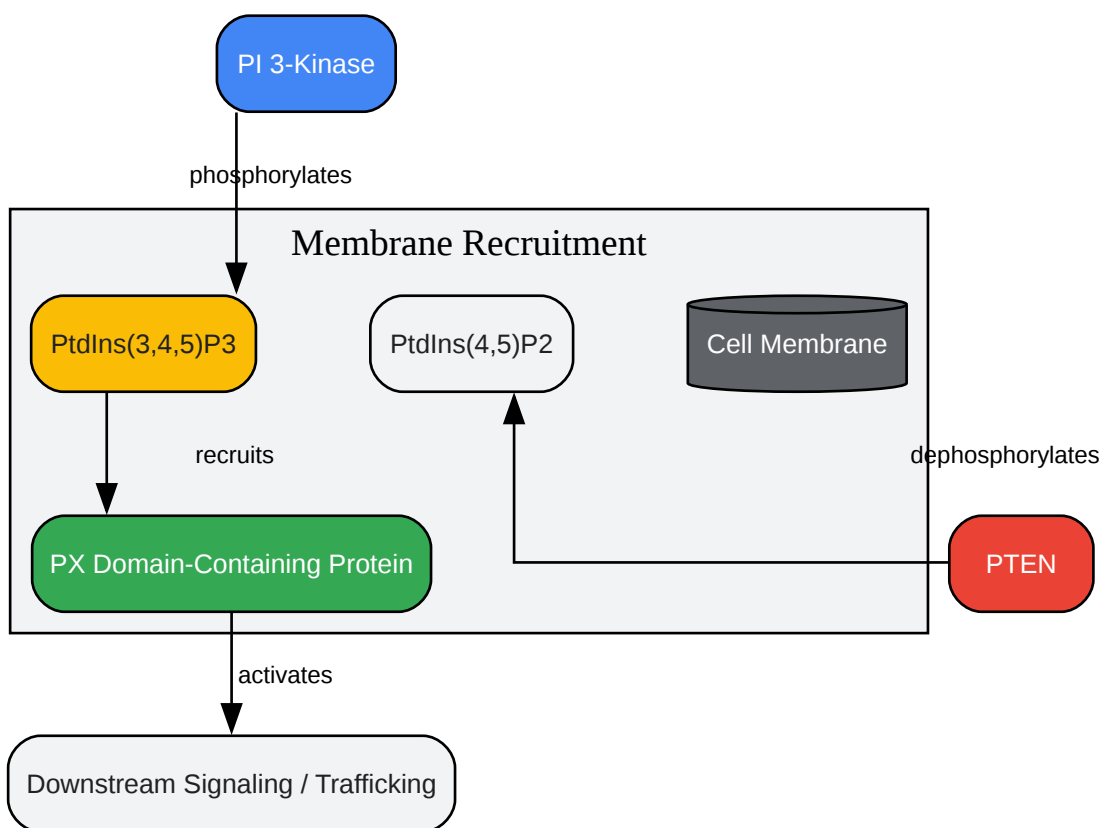 PI 3-Kinase
phosphorylates
Membrane Recruitment
PtdIns(3,4,5)P3
PtdIns(4,5)P2
Cell Membrane
recruits
dephosphorylates
PX Domain-Containing Protein
PTEN
activates
Downstream Signaling / Trafficking